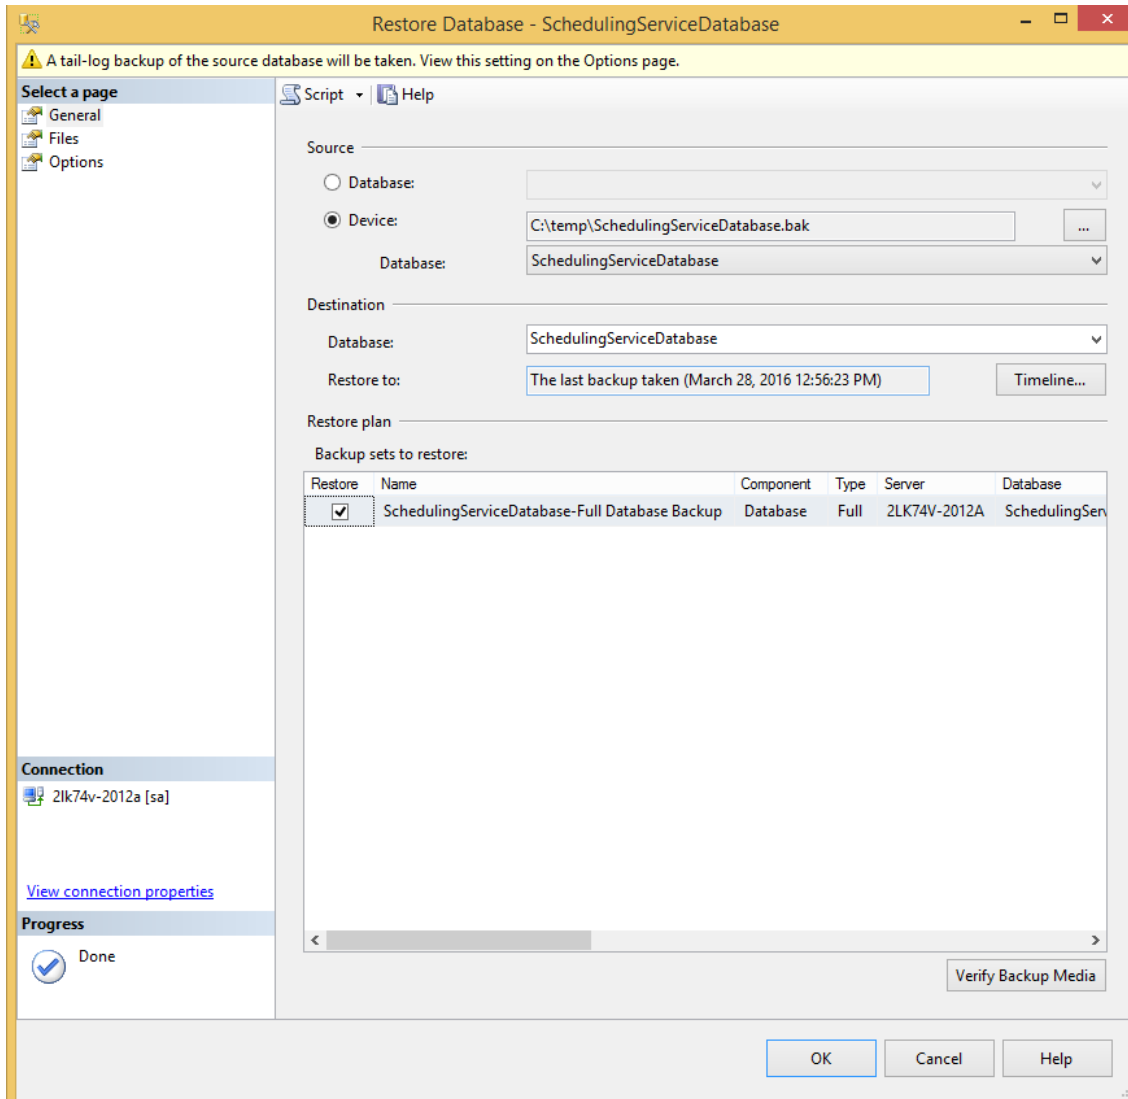 Restore Database - SchedulingServiceDatabase
A tail-log backup of the source database will be taken. View this setting on the Options page.
Select a page
General
Files
Options
Script
Help
Source
Database:
Device:
C:\temp\SchedulingServiceDatabase.bak
...
Database:
SchedulingServiceDatabase
Destination
Database:
SchedulingServiceDatabase
Restore to:
The last backup taken (March 28, 2016 12:56:23 PM)
Timeline...
Restore plan
Backup sets to restore:
Restore Name Component Type Server Database
SchedulingServiceDatabase-Full Database Backup Database Full 2LK74V-2012A SchedulingServ
Connection
2lk74v-2012a [sa]
View connection properties
Progress
Done
Verify Backup Media
OK Cancel Help